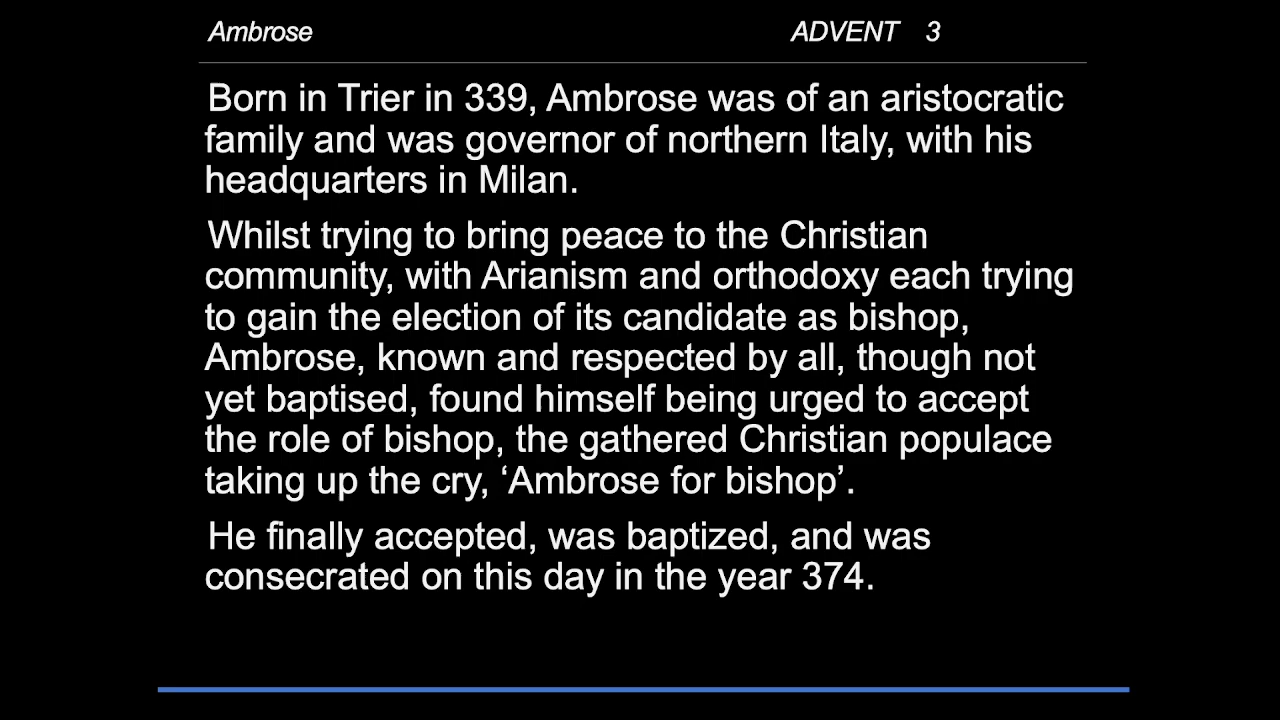 Ambrose ADVENT 3
Born in Trier in 339, Ambrose was of an aristocratic
family and was governor of northern Italy, with his
headquarters in Milan.
Whilst trying to bring peace to the Christian
community, with Arianism and orthodoxy each trying
to gain the election of its candidate as bishop,
Ambrose, known and respected by all, though not
yet baptised, found himself being urged to accept
the role of bishop, the gathered Christian populace
taking up the cry, ‘Ambrose for bishop’.
He finally accepted, was baptized, and was
consecrated on this day in the year 374.